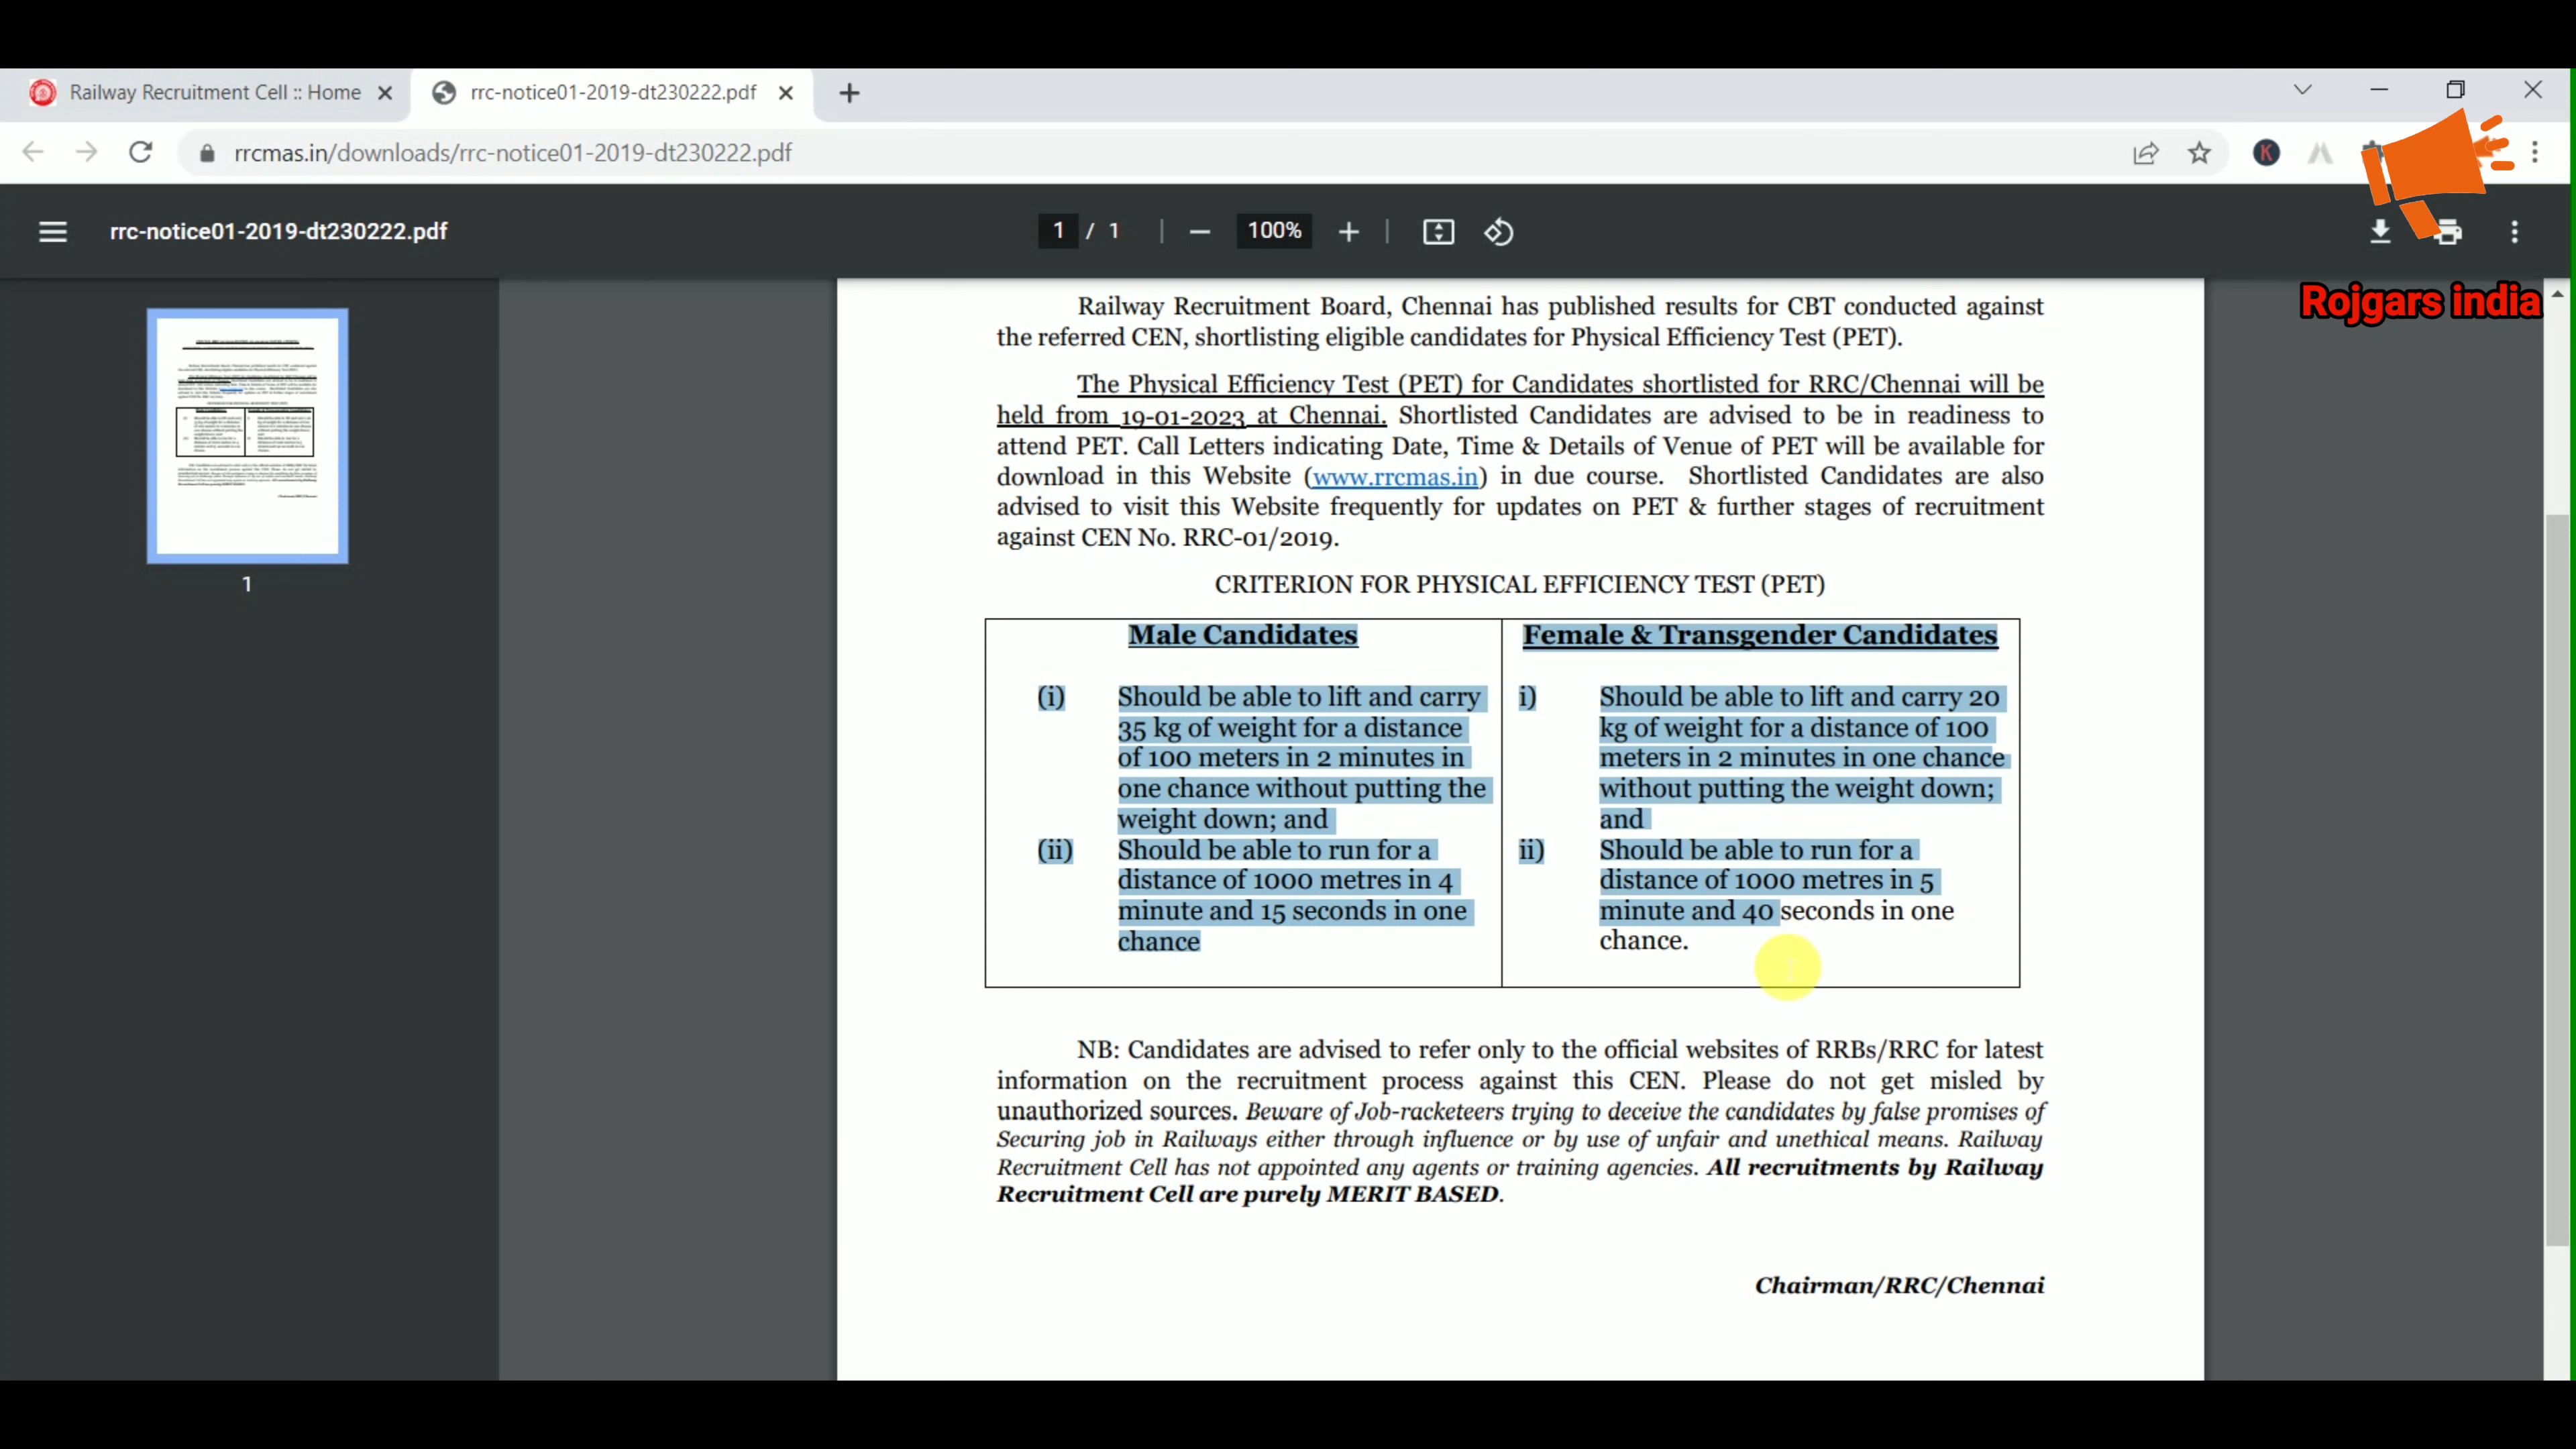 Railway Recruitment Cell :: Home
rrc-notice01-2019-dt230222.pdf
rrcmas.in/downloads/rrc-notice01-2019-dt230222.pdf
K
rrc-notice01-2019-dt230222.pdf
1 / 1
100%
Rojgars india
1
Railway Recruitment Board, Chennai has published results for CBT conducted against
the referred CEN, shortlisting eligible candidates for Physical Efficiency Test (PET).
The Physical Efficiency Test (PET) for Candidates shortlisted for RRC/Chennai will be
held from 19-01-2023 at Chennai. Shortlisted Candidates are advised to be in readiness to
attend PET. Call Letters indicating Date, Time & Details of Venue of PET will be available for
download in this Website (www.rrcmas.in) in due course. Shortlisted Candidates are also
advised to visit this Website frequently for updates on PET & further stages of recruitment
against CEN No. RRC-01/2019.
CRITERION FOR PHYSICAL EFFICIENCY TEST (PET)
Male Candidates
(i) Should be able to lift and carry
35 kg of weight for a distance
of 100 meters in 2 minutes in
one chance without putting the
weight down; and
(ii) Should be able to run for a
distance of 1000 metres in 4
minute and 15 seconds in one
chance
Female & Transgender Candidates
i) Should be able to lift and carry 20
kg of weight for a distance of 100
meters in 2 minutes in one chance
without putting the weight down;
and
ii) Should be able to run for a
distance of 1000 metres in 5
minute and 40 seconds in one
chance.
NB: Candidates are advised to refer only to the official websites of RRBs/RRC for latest
information on the recruitment process against this CEN. Please do not get misled by
unauthorized sources. Beware of Job-racketeers trying to deceive the candidates by false promises of
Securing job in Railways either through influence or by use of unfair and unethical means. Railway
Recruitment Cell has not appointed any agents or training agencies. All recruitments by Railway
Recruitment Cell are purely MERIT BASED.
Chairman/RRC/Chennai